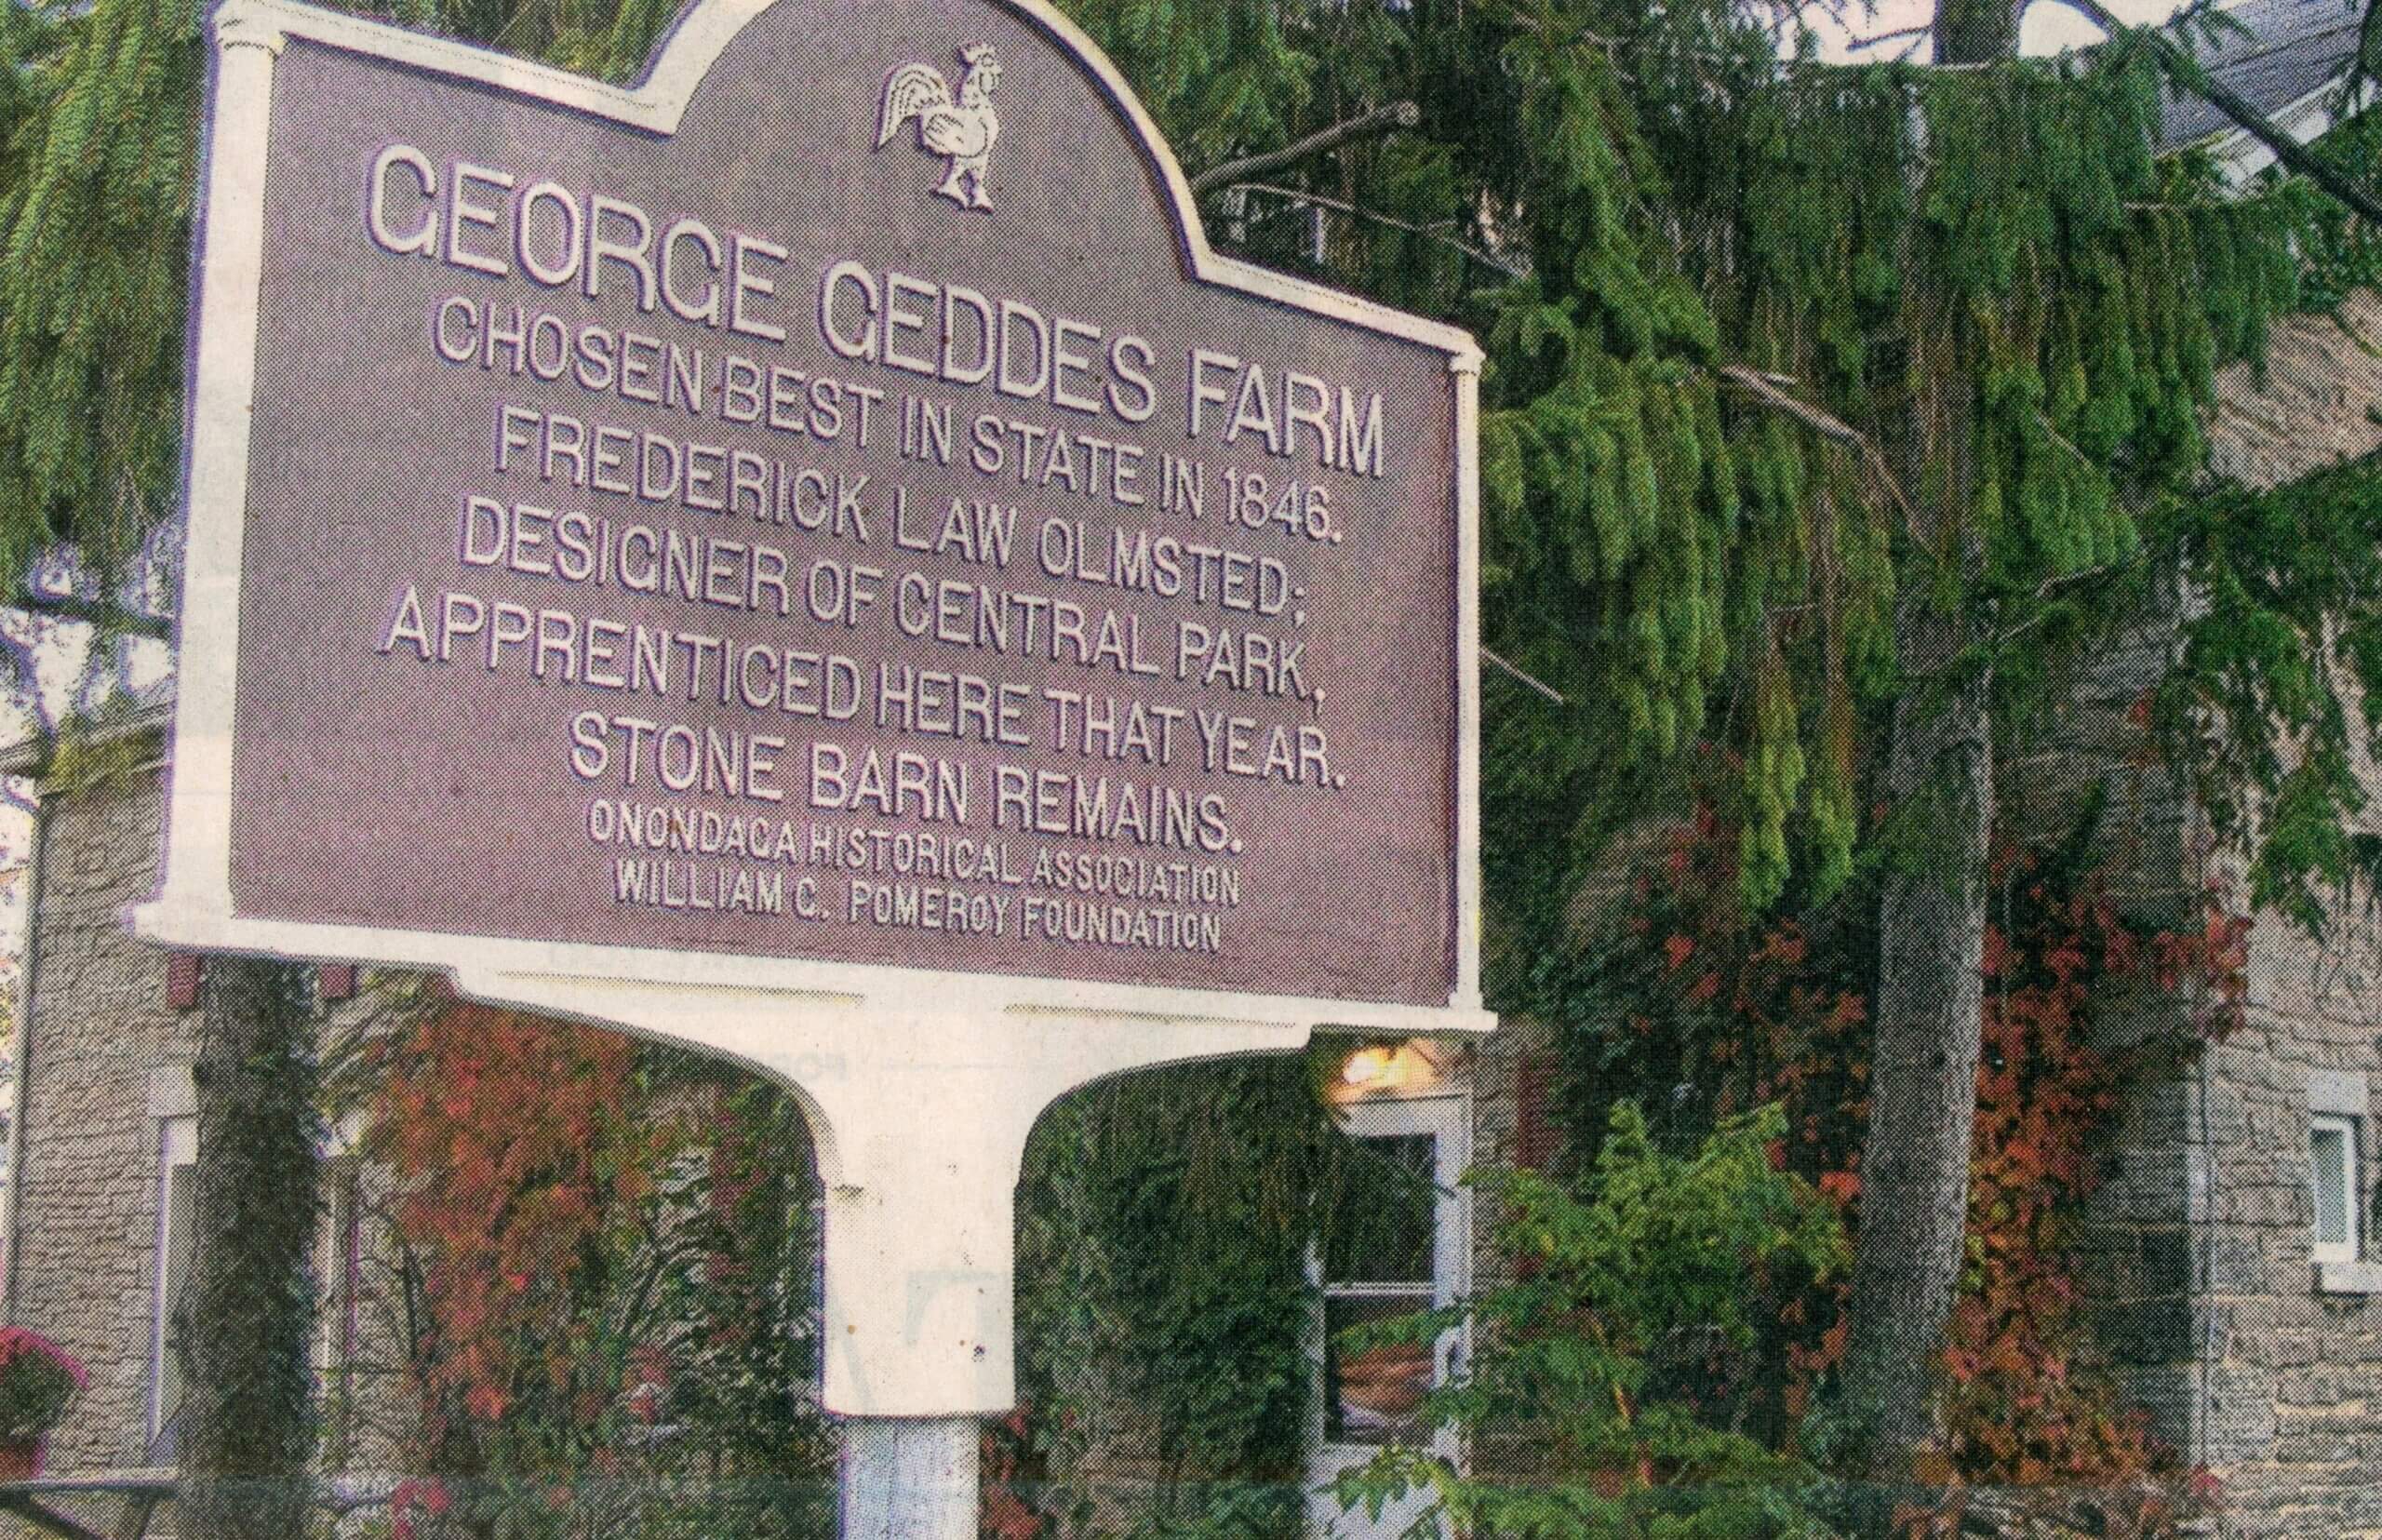 GEORGE GEDDES FARM
CHOSEN BEST IN STATE IN 1846.
FREDERICK LAW OLMSTED;
DESIGNER OF CENTRAL PARK,
APPRENTICED HERE THAT YEAR.
STONE BARN REMAINS.
ONONDAGA HISTORICAL ASSOCIATION
WILLIAM G. POMEROY FOUNDATION